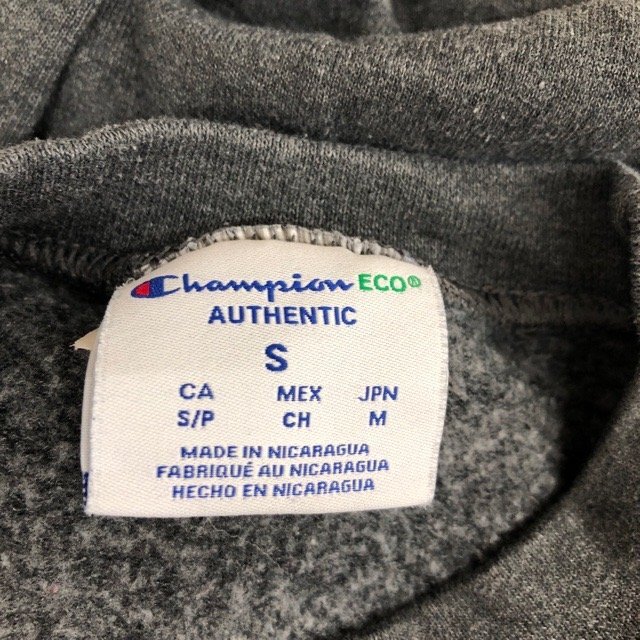 Champion ECO®
AUTHENTIC
S
CA MEX JPN
S/P CH M
MADE IN NICARAGUA
FABRIQUÉ AU NICARAGUA
HECHO EN NICARAGUA